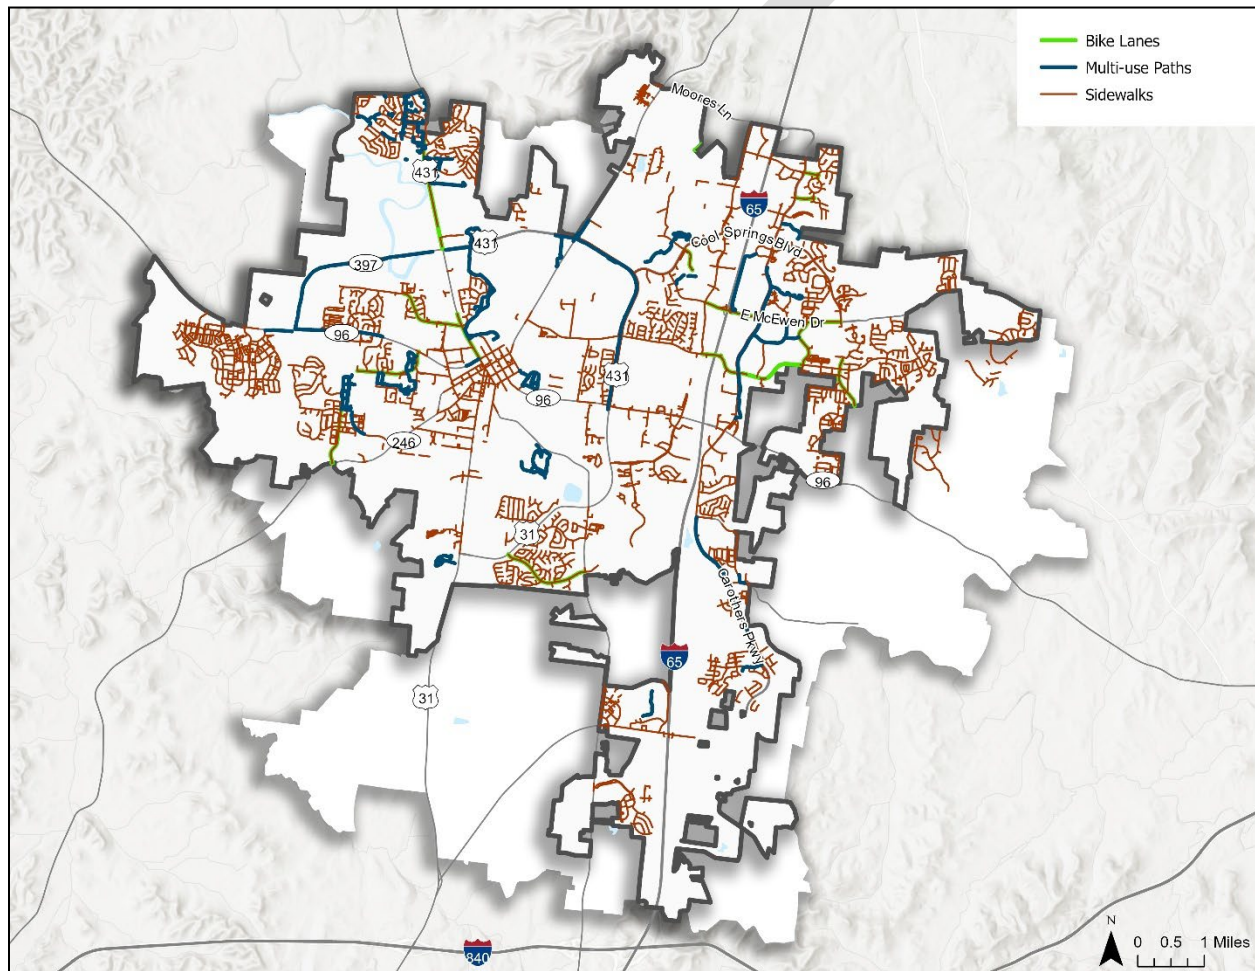 Bike Lanes
Multi-use Paths
Sidewalks
Moores Ln
431
65
Cool Springs Blvd
431
397
E McEwen Dr
96
431
96
246
96
31
Carothers Pkwy
65
31
840
N
0 0.5 1 Miles